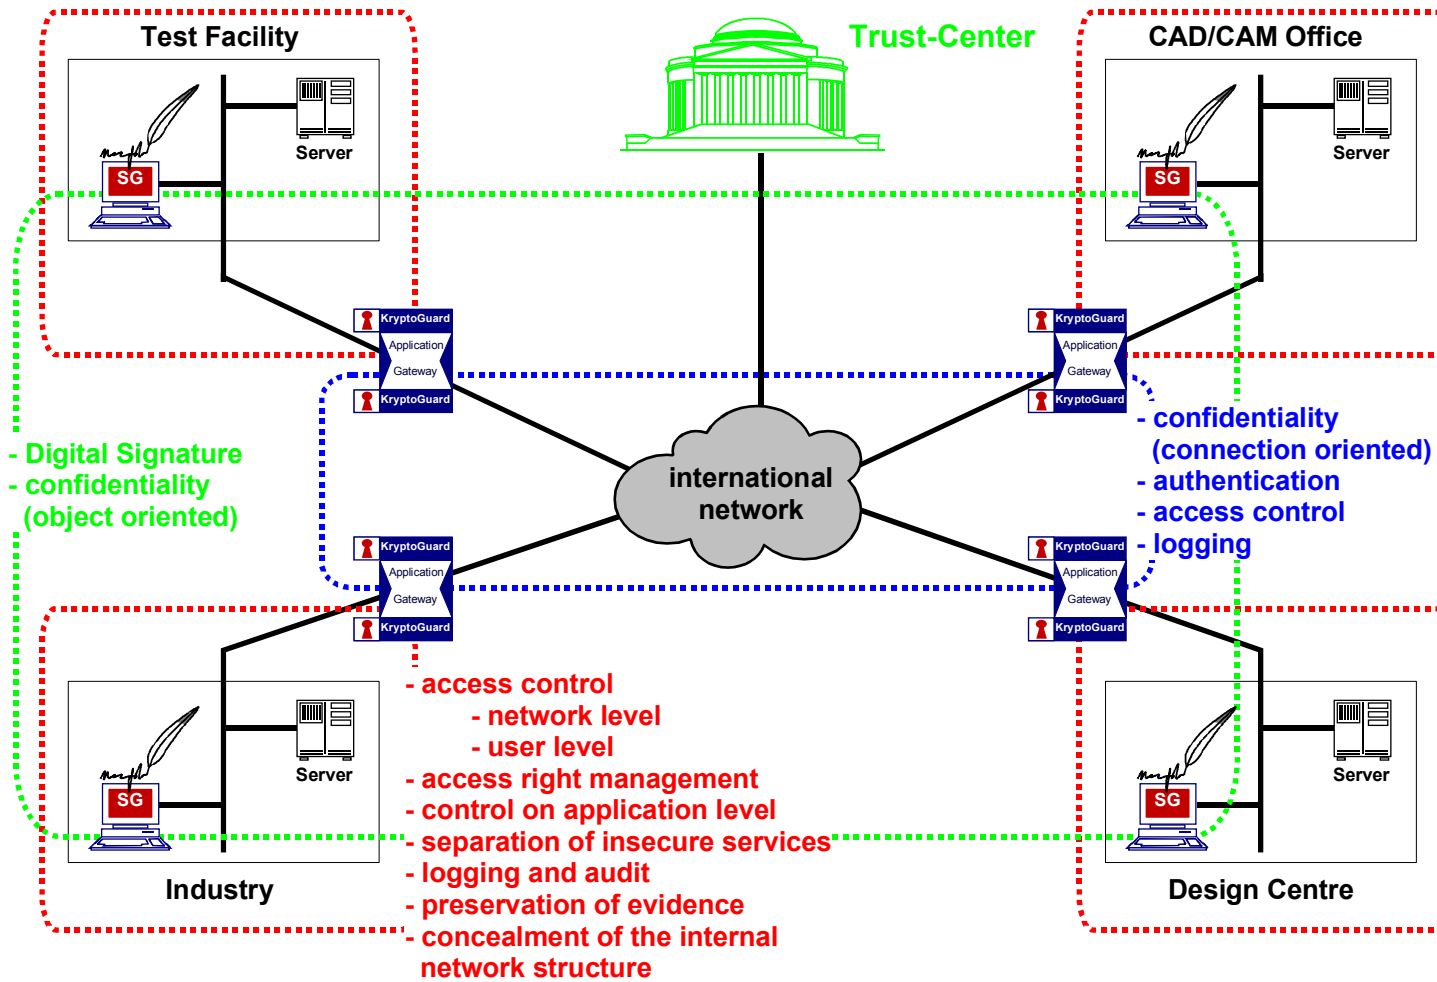 Test Facility
Trust-Center
CAD/CAM Office
Server
SG
Server
SG
KryptoGuard
Application
Gateway
KryptoGuard
KryptoGuard
Application
Gateway
KryptoGuard
- Digital Signature
- confidentiality
(object oriented)
international
network
- confidentiality
(connection oriented)
- authentication
- access control
- logging
KryptoGuard
Application
Gateway
KryptoGuard
KryptoGuard
Application
Gateway
KryptoGuard
Server
SG
Industry
- access control
- network level
- user level
- access right management
- control on application level
- separation of insecure services
- logging and audit
- preservation of evidence
- concealment of the internal
network structure
Server
SG
Design Centre